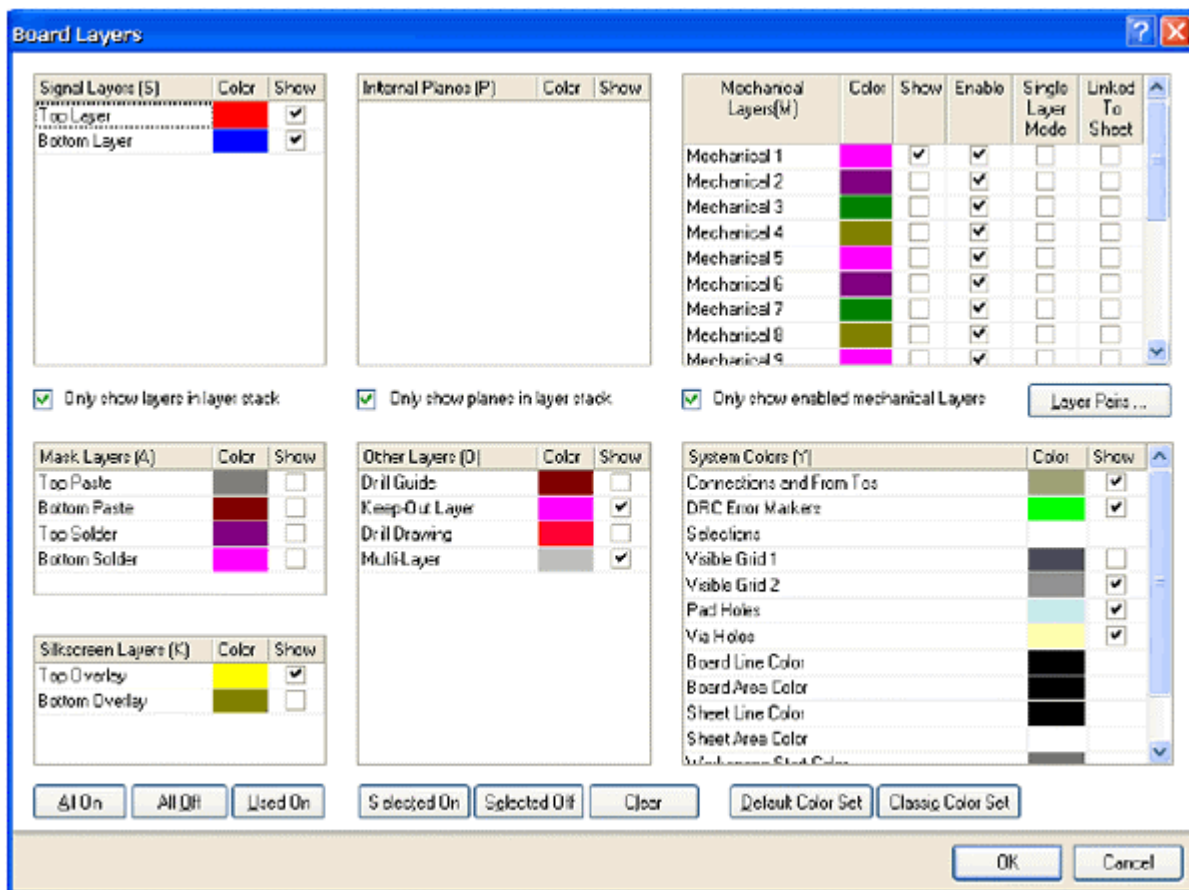 Board Layers
Signal Layers (S) Color Show
Top Layer
Bottom Layer
Internal Planes (P) Color Show
Mechanical Layers(M) Color Show Enable Single Layer Mode Linked To Sheet
Mechanical 1
Mechanical 2
Mechanical 3
Mechanical 4
Mechanical 5
Mechanical 6
Mechanical 7
Mechanical 8
Mechanical 9
Only show layers in layer stack
Only show planes in layer stack
Only show enabled mechanical Layers
Layer Pairs ...
Mask Layers (A) Color Show
Top Paste
Bottom Paste
Top Solder
Bottom Solder
Other Layers (O) Color Show
Drill Guide
Keep-Out Layer
Drill Drawing
Multi-Layer
System Colors (Y) Color Show
Connections and From Tos
DRC Error Markers
Selections
Visible Grid 1
Visible Grid 2
Pad Holes
Via Holes
Board Line Color
Board Area Color
Sheet Line Color
Sheet Area Color
Workspace Start Color
Silkscreen Layers (K) Color Show
Top Overlay
Bottom Overlay
All On All Off Used On Selected On Selected Off Clear Default Color Set Classic Color Set
OK Cancel